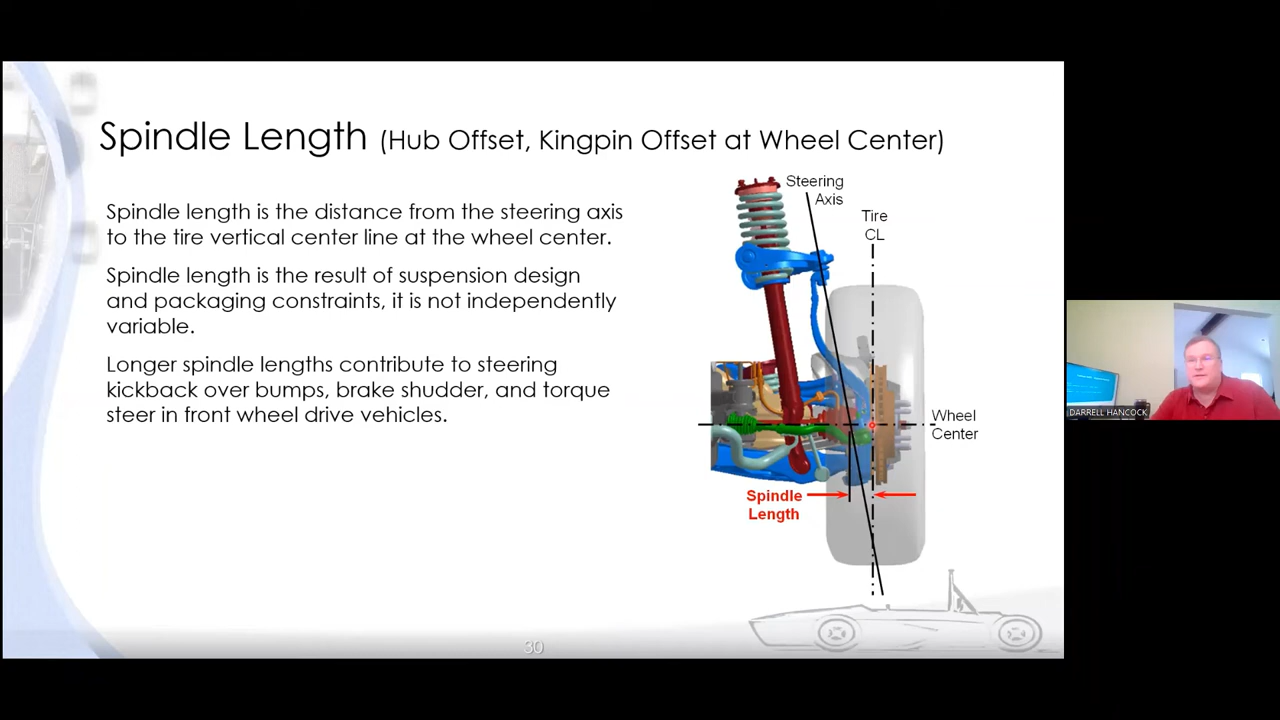 Spindle Length (Hub Offset, Kingpin Offset at Wheel Center)
Spindle length is the distance from the steering axis
to the tire vertical center line at the wheel center.
Spindle length is the result of suspension design
and packaging constraints, it is not independently
variable.
Longer spindle lengths contribute to steering
kickback over bumps, brake shudder, and torque
steer in front wheel drive vehicles.
Steering
Axis
Tire
CL
Wheel
Center
Spindle
Length
30
DARRELL HANCOCK